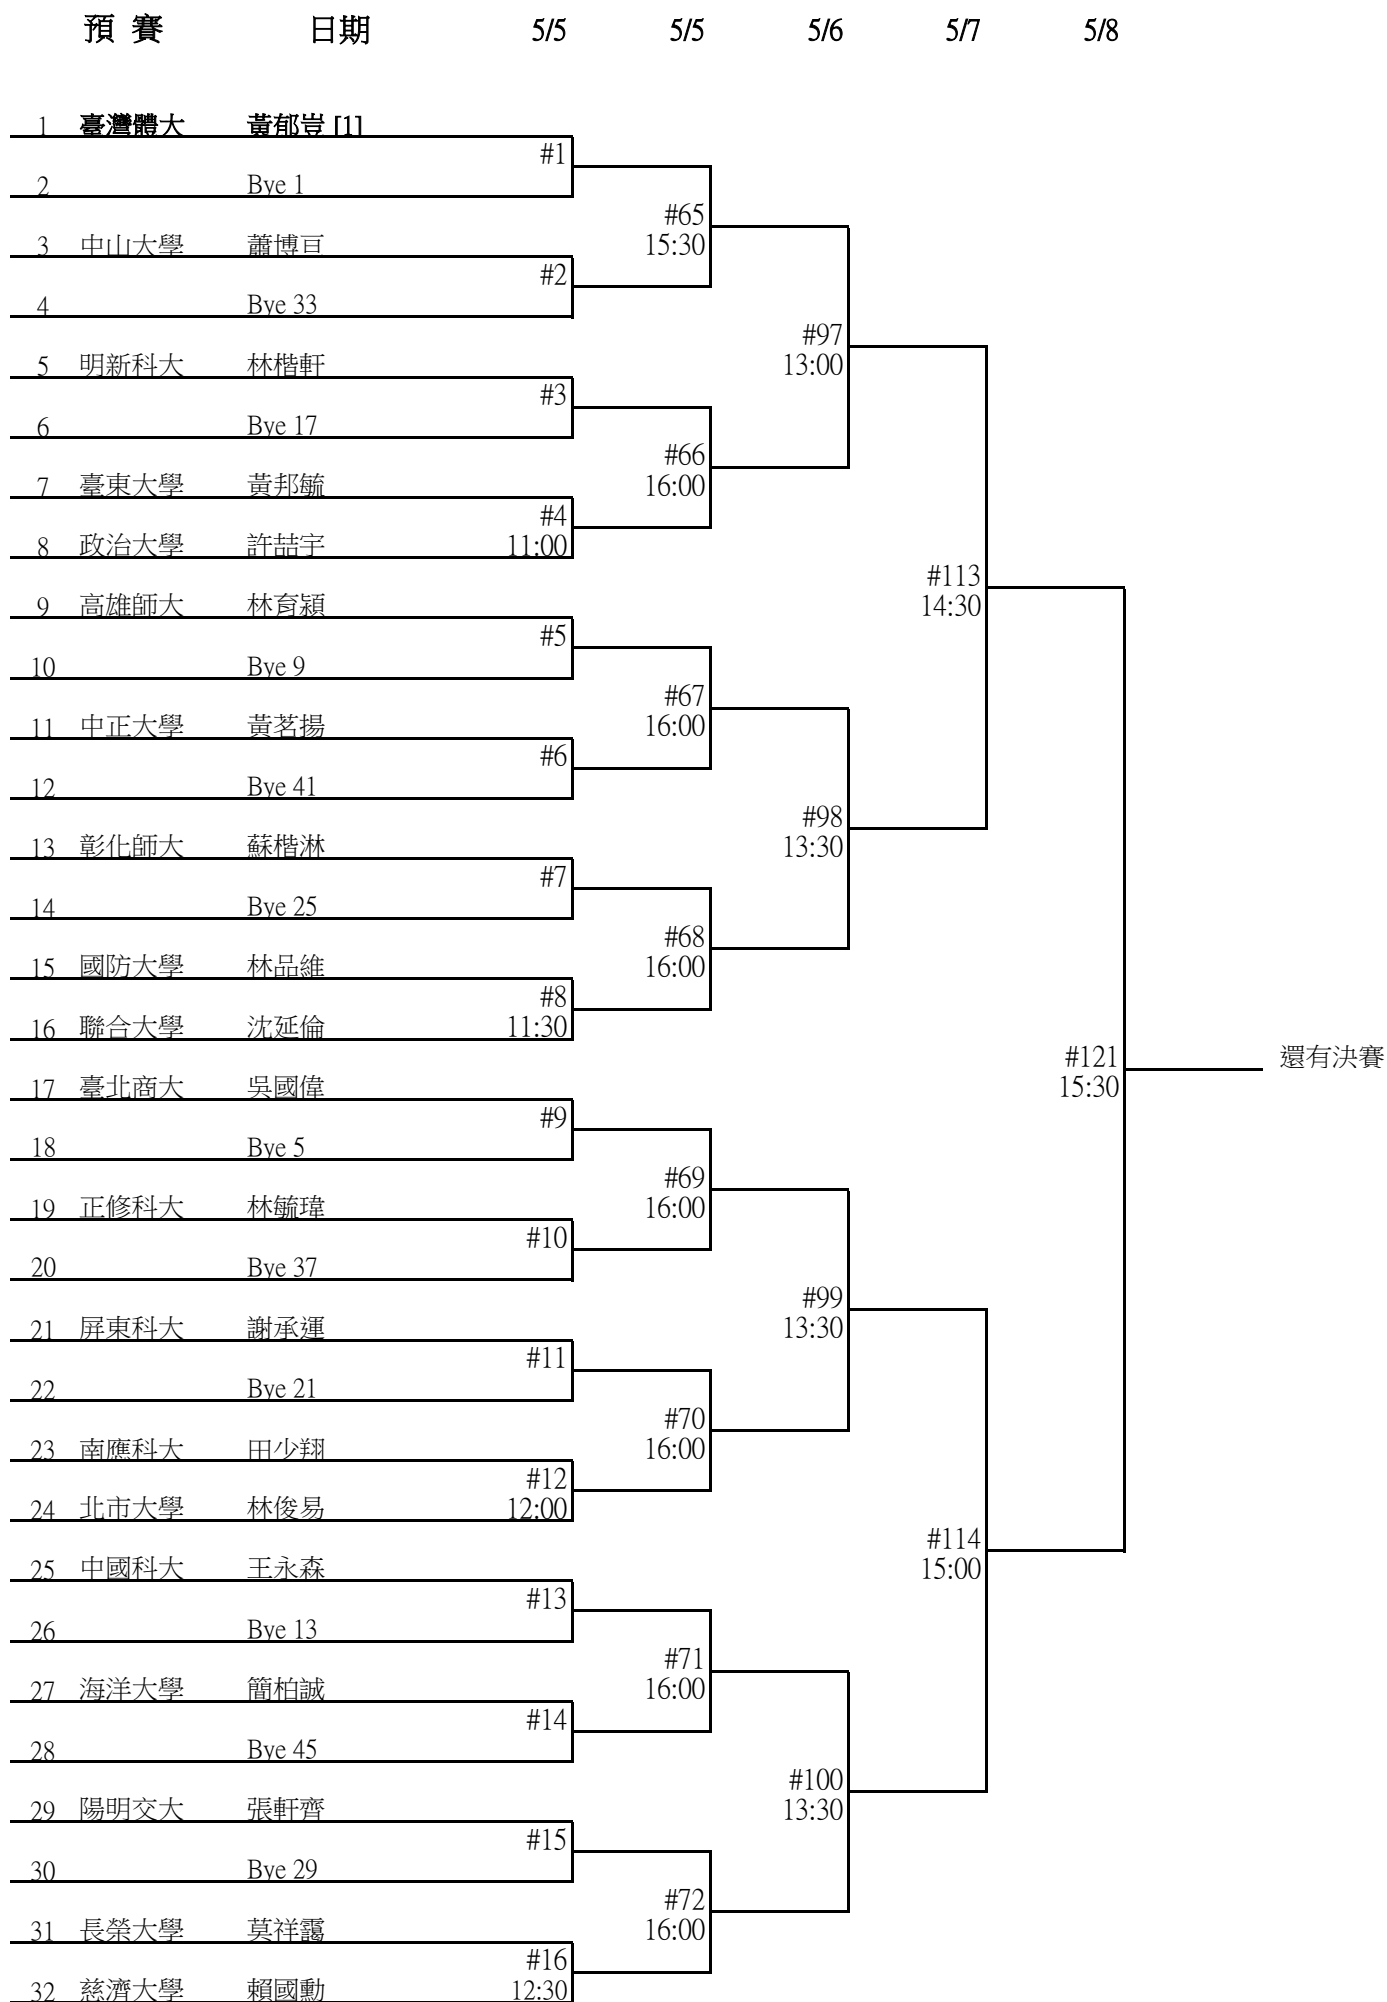 預 賽 日期 5/5 5/5 5/6 5/7 5/8
1 臺灣體大 黃郁豈 [1]
#1
2 Bye 1
#65
3 中山大學 蕭博亘 15:30
#2
4 Bye 33
#97
5 明新科大 林楷軒 13:00
#3
6 Bye 17
#66
7 臺東大學 黃邦毓 16:00
#4
8 政治大學 許喆宇 11:00
#113
9 高雄師大 林育穎 14:30
#5
10 Bye 9
#67
11 中正大學 黃茗揚 16:00
#6
12 Bye 41
#98
13 彰化師大 蘇楷淋 13:30
#7
14 Bye 25
#68
15 國防大學 林品維 16:00
#8
16 聯合大學 沈延倫 11:30
#121 還有決賽
17 臺北商大 吳國偉 15:30
#9
18 Bye 5
#69
19 正修科大 林毓瑋 16:00
#10
20 Bye 37
#99
21 屏東科大 謝承運 13:30
#11
22 Bye 21
#70
23 南應科大 田少翔 16:00
#12
24 北市大學 林俊易 12:00
#114
25 中國科大 王永森 15:00
#13
26 Bye 13
#71
27 海洋大學 簡柏誠 16:00
#14
28 Bye 45
#100
29 陽明交大 張軒齊 13:30
#15
30 Bye 29
#72
31 長榮大學 莫祥靄 16:00
#16
32 慈濟大學 賴國勳 12:30